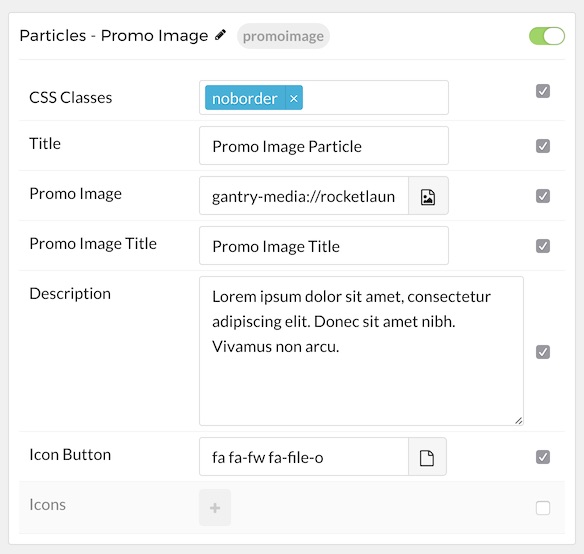 Particles - Promo Image promoimage
CSS Classes noborder ×
Title Promo Image Particle
Promo Image gantry-media://rocketlaun
Promo Image Title Promo Image Title
Description Lorem ipsum dolor sit amet, consectetur
adipiscing elit. Donec sit amet nibh.
Vivamus non arcu.
Icon Button fa fa-fw fa-file-o
Icons +